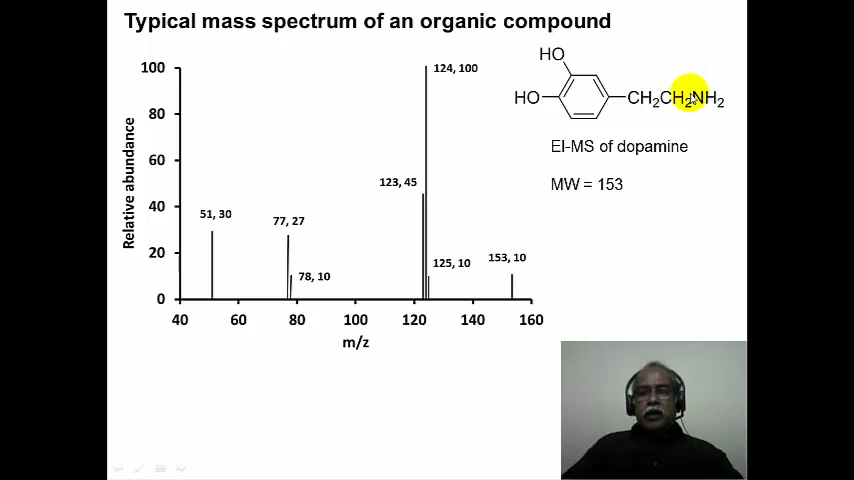 Typical mass spectrum of an organic compound
100
80
60
40
20
0
Relative abundance
40 60 80 100 120 140 160
m/z
51, 30
77, 27
78, 10
123, 45
124, 100
125, 10
153, 10
HO
HO
CH2CH2NH2
EI-MS of dopamine
MW = 153